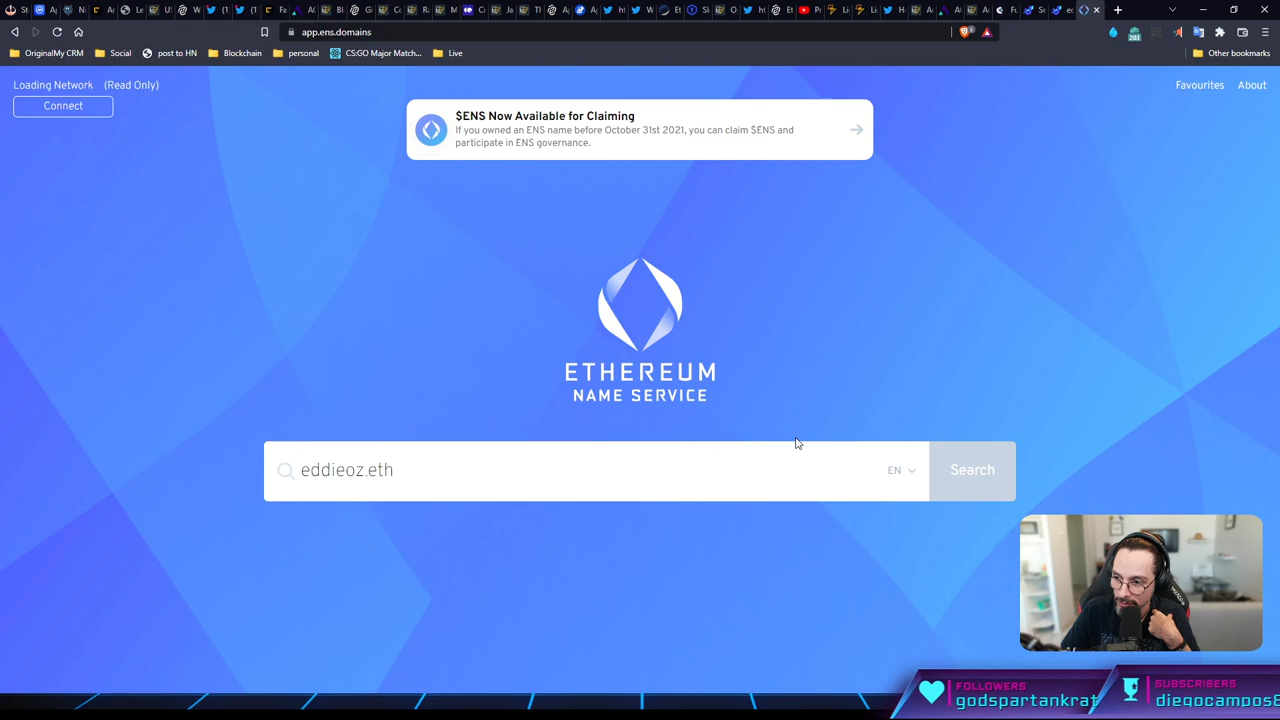 app.ens.domains
203
OriginalMy CRM
Social
post to HN
Blockchain
personal
CS:GO Major Match...
Live
Other bookmarks
Loading Network (Read Only)
Connect
Favourites
About
$ENS Now Available for Claiming
If you owned an ENS name before October 31st 2021, you can claim $ENS and
participate in ENS governance.
ETHEREUM
NAME SERVICE
eddieoz.eth
EN
Search
FOLLOWERS
godspartankrat
SUBSCRIBERS
diegocampos8